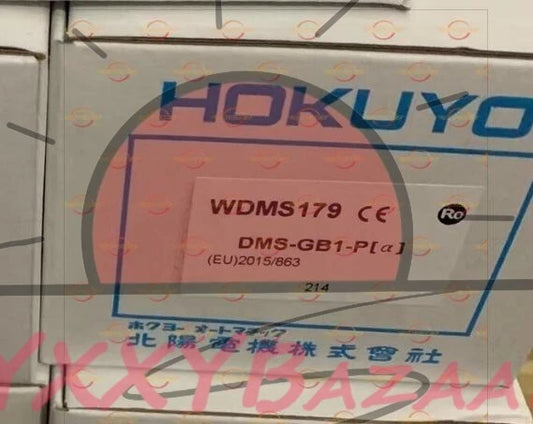 HOKUYO
WDMS179 CE Ro
DMS-GB1-P[α]
(EU)2015/863
214
ホクヨー オートマチック
北陽電機株式會社
YXXYBAZAA